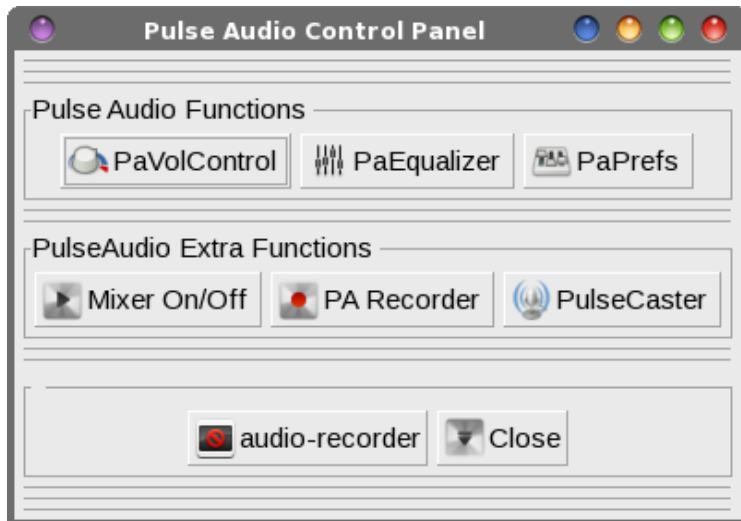 Pulse Audio Control Panel
Pulse Audio Functions
PaVolControl PaEqualizer PaPrefs
PulseAudio Extra Functions
Mixer On/Off PA Recorder PulseCaster
audio-recorder Close